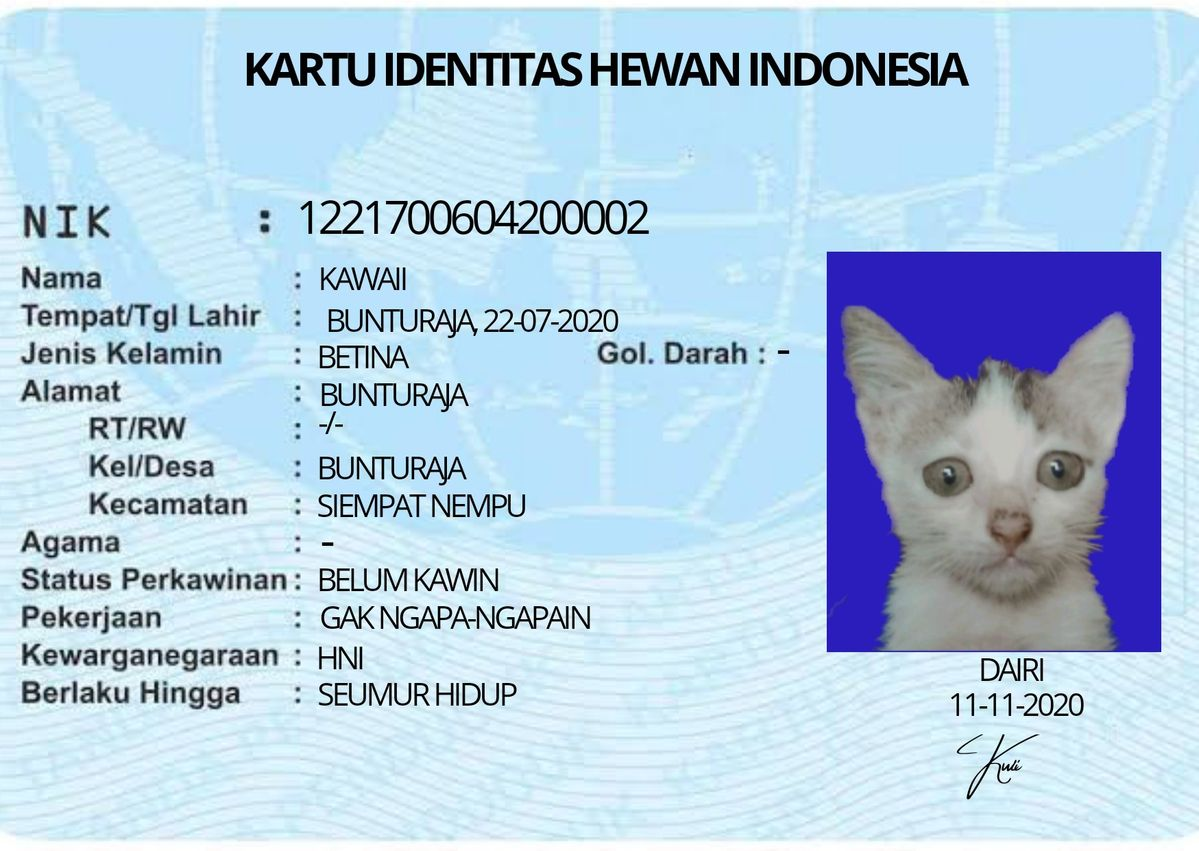 KARTU IDENTITAS HEWAN INDONESIA
NIK : 1221700604200002
Nama : KAWAII
Tempat/Tgl Lahir : BUNTURAJA, 22-07-2020
Jenis Kelamin : BETINA Gol. Darah : -
Alamat : BUNTURAJA
RT/RW : -/-
Kel/Desa : BUNTURAJA
Kecamatan : SIEMPAT NEMPU
Agama : -
Status Perkawinan : BELUM KAWIN
Pekerjaan : GAK NGAPA-NGAPAIN
Kewarganegaraan : HNI
Berlaku Hingga : SEUMUR HIDUP
DAIRI
11-11-2020